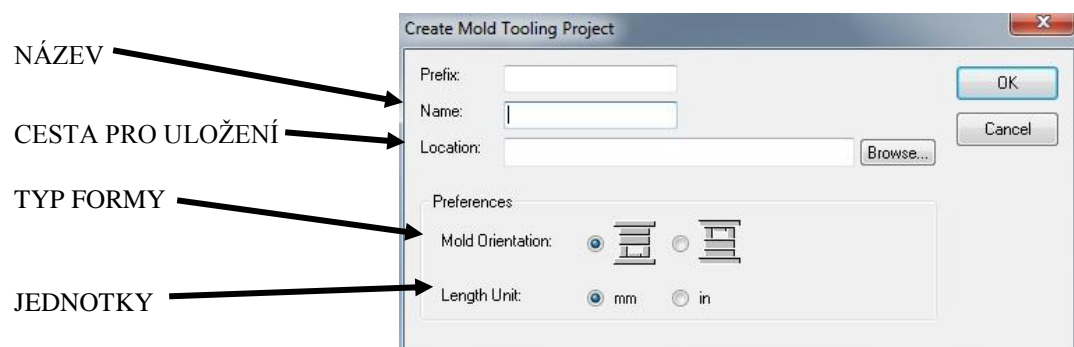 Create Mold Tooling Project
NÁZEV
Prefix:
OK
Name:
CESTA PRO ULOŽENÍ
Cancel
Location:
Browse...
TYP FORMY
Preferences
Mold Orientation:
JEDNOTKY
Length Unit:
mm
in